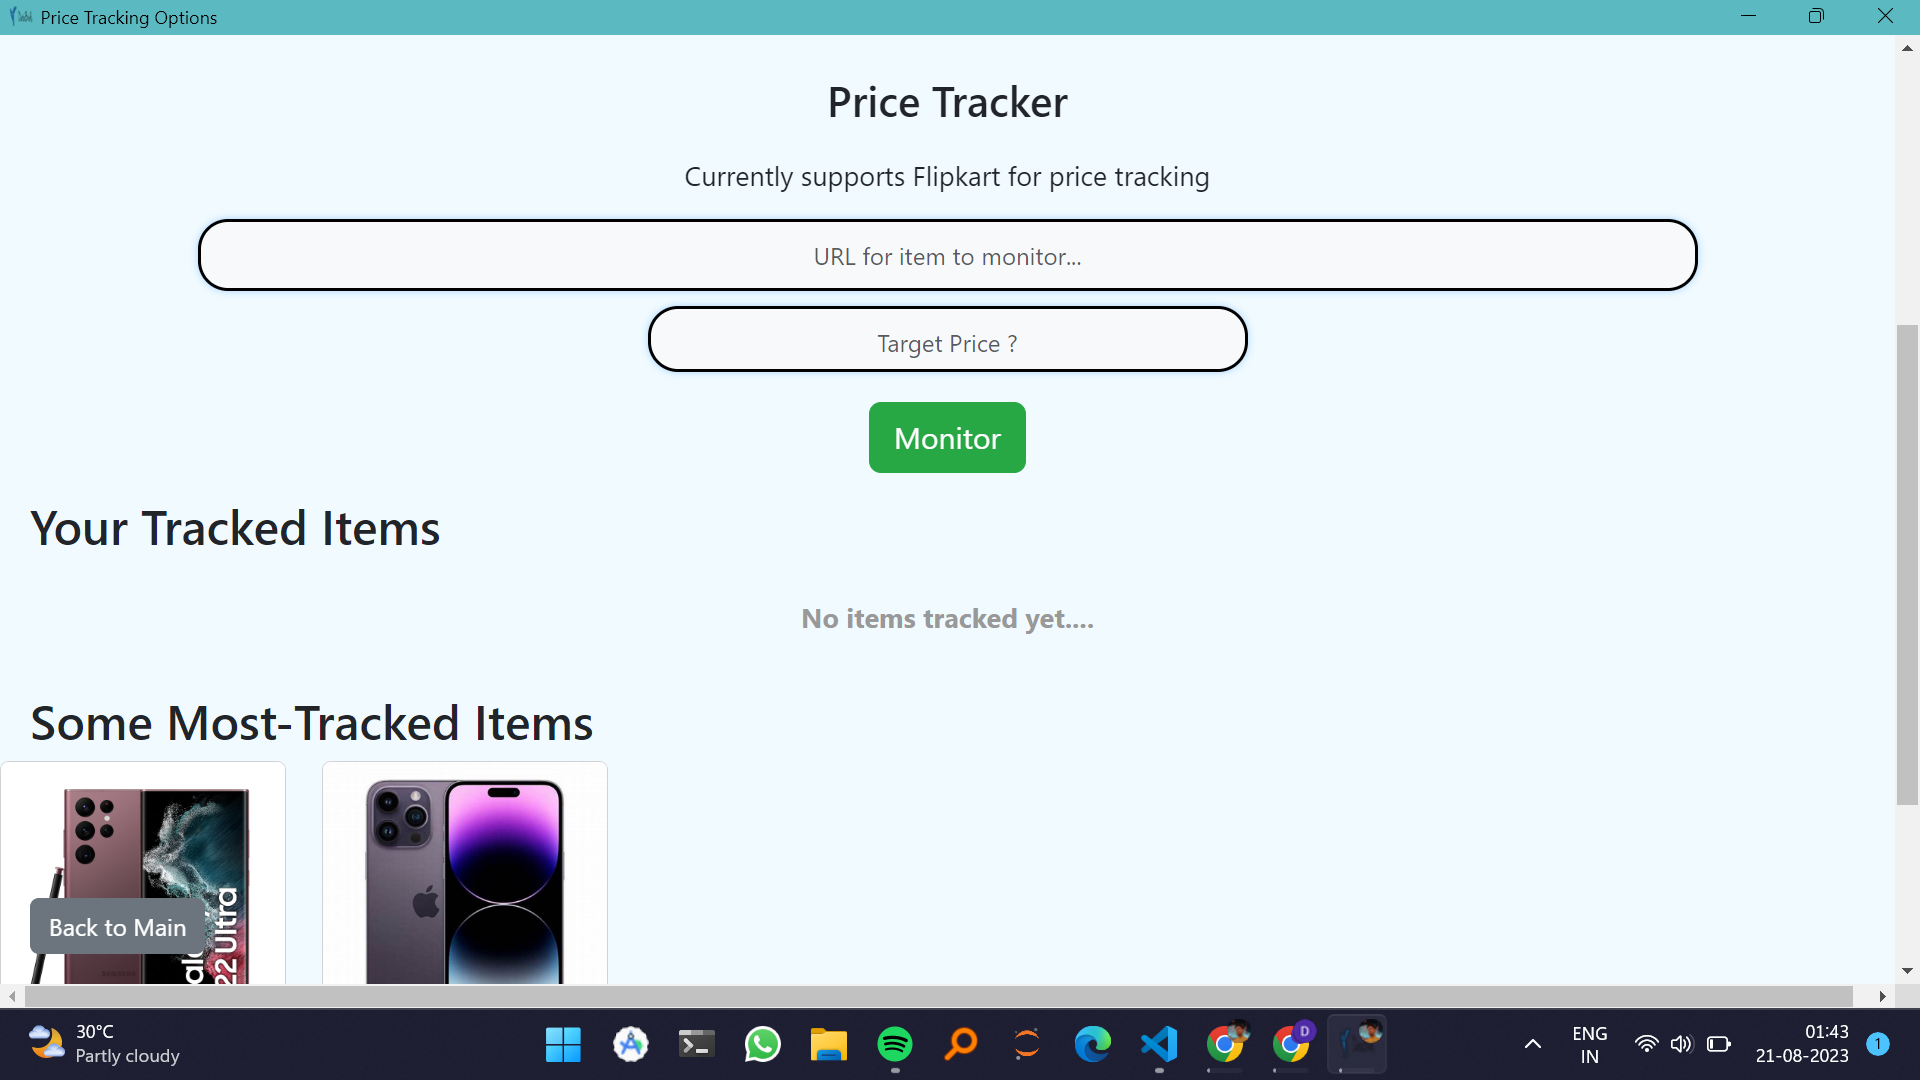 Price Tracking Options
Price Tracker
Currently supports Flipkart for price tracking
URL for item to monitor...
Target Price ?
Monitor
Your Tracked Items
No items tracked yet....
Some Most-Tracked Items
22 Ultra
SAMSUNG
Back to Main
30°C
Partly cloudy
D
ENG
IN
01:43
21-08-2023
1